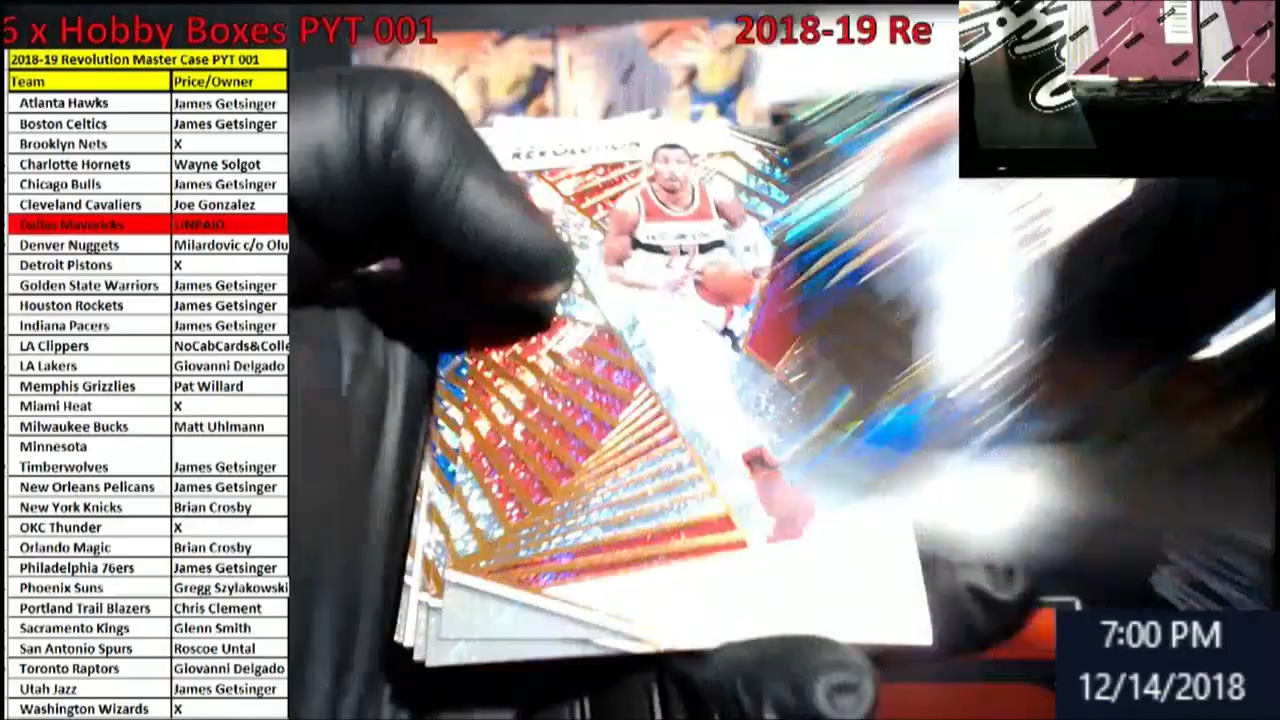 6 x Hobby Boxes PYT 001
2018-19 Re
2018-19 Revolution Master Case PYT 001
Team Price/Owner
Atlanta Hawks James Getsinger
Boston Celtics James Getsinger
Brooklyn Nets X
Charlotte Hornets Wayne Solgot
Chicago Bulls James Getsinger
Cleveland Cavaliers Joe Gonzalez
Dallas Mavericks UNPAID
Denver Nuggets Milardovic c/o Olu
Detroit Pistons X
Golden State Warriors James Getsinger
Houston Rockets James Getsinger
Indiana Pacers James Getsinger
LA Clippers NoCabCards&Colle
LA Lakers Giovanni Delgado
Memphis Grizzlies Pat Willard
Miami Heat X
Milwaukee Bucks Matt Uhlmann
Minnesota
Timberwolves James Getsinger
New Orleans Pelicans James Getsinger
New York Knicks Brian Crosby
OKC Thunder X
Orlando Magic Brian Crosby
Philadelphia 76ers James Getsinger
Phoenix Suns Gregg Szylakowski
Portland Trail Blazers Chris Clement
Sacramento Kings Glenn Smith
San Antonio Spurs Roscoe Untal
Toronto Raptors Giovanni Delgado
Utah Jazz James Getsinger
Washington Wizards X
REVOLUTION
7:00 PM
12/14/2018